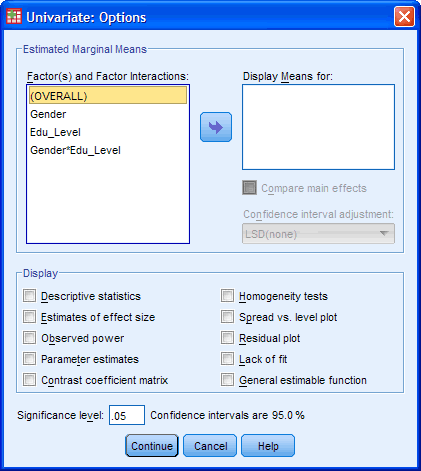 Univariate: Options
Estimated Marginal Means
Factor(s) and Factor Interactions:
(OVERALL)
Gender
Edu_Level
Gender*Edu_Level
Display Means for:
Compare main effects
Confidence interval adjustment:
LSD(none)
Display
Descriptive statistics
Estimates of effect size
Observed power
Parameter estimates
Contrast coefficient matrix
Homogeneity tests
Spread vs. level plot
Residual plot
Lack of fit
General estimable function
Significance level: .05 Confidence intervals are 95.0 %
Continue Cancel Help